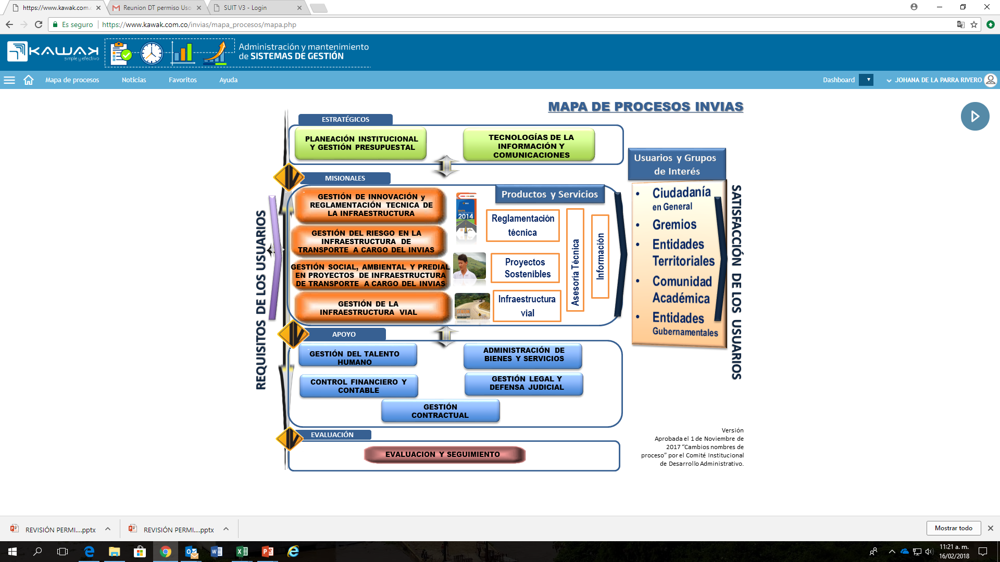 https://www.kawak.com.c
Reunion DT permiso Uso
SUIT V3 - Login
Es seguro
https://www.kawak.com.co/invias/mapa_procesos/mapa.php
KAWAK
simple y efectivo
Administración y mantenimiento
de SISTEMAS DE GESTIÓN
Mapa de procesos
Noticias
Favoritos
Ayuda
Dashboard
JOHANA DE LA PARRA RIVERO
MAPA DE PROCESOS INVIAS
ESTRATÉGICOS
PLANEACIÓN INSTITUCIONAL
Y GESTIÓN PRESUPUESTAL
TECNOLOGÍAS DE LA
INFORMACIÓN Y
COMUNICACIONES
MISIONALES
GESTIÓN DE INNOVACIÓN y
REGLAMENTACIÓN TECNICA DE
LA INFRAESTRUCTURA
GESTIÓN DEL RIESGO EN LA
INFRAESTRUCTURA DE
TRANSPORTE A CARGO DEL INVIAS
GESTIÓN SOCIAL, AMBIENTAL Y PREDIAL
EN PROYECTOS DE INFRAESTRUCTURA
DE TRANSPORTE A CARGO DEL INVIAS
GESTIÓN DE LA
INFRAESTRUCTURA VIAL
Productos y Servicios
2014
Reglamentación
técnica
Proyectos
Sostenibles
Infraestructura
vial
Asesoría Técnica
Información
Usuarios y Grupos
de Interés
• Ciudadanía
en General
• Gremios
• Entidades
Territoriales
• Comunidad
Académica
• Entidades
Gubernamentales
REQUISITOS DE LOS USUARIOS
SATISFACCIÓN DE LOS USUARIOS
APOYO
GESTIÓN DEL TALENTO
HUMANO
ADMINISTRACIÓN DE
BIENES Y SERVICIOS
CONTROL FINANCIERO Y
CONTABLE
GESTIÓN LEGAL Y
DEFENSA JUDICIAL
GESTIÓN
CONTRACTUAL
EVALUACIÓN
EVALUACION Y SEGUIMIENTO
Versión
Aprobada el 1 de Noviembre de
2017 “Cambios nombres de
proceso” por el Comité Institucional
de Desarrollo Administrativo.
REVISIÓN PERMI....pptx
REVISIÓN PERMI....pptx
Mostrar todo
11:21 a. m.
16/02/2018